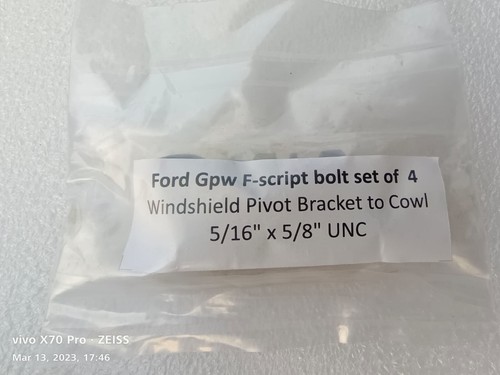 Ford Gpw F-script bolt set of 4
Windshield Pivot Bracket to Cowl
5/16" x 5/8" UNC
vivo X70 Pro · ZEISS
Mar 13, 2023, 17:46